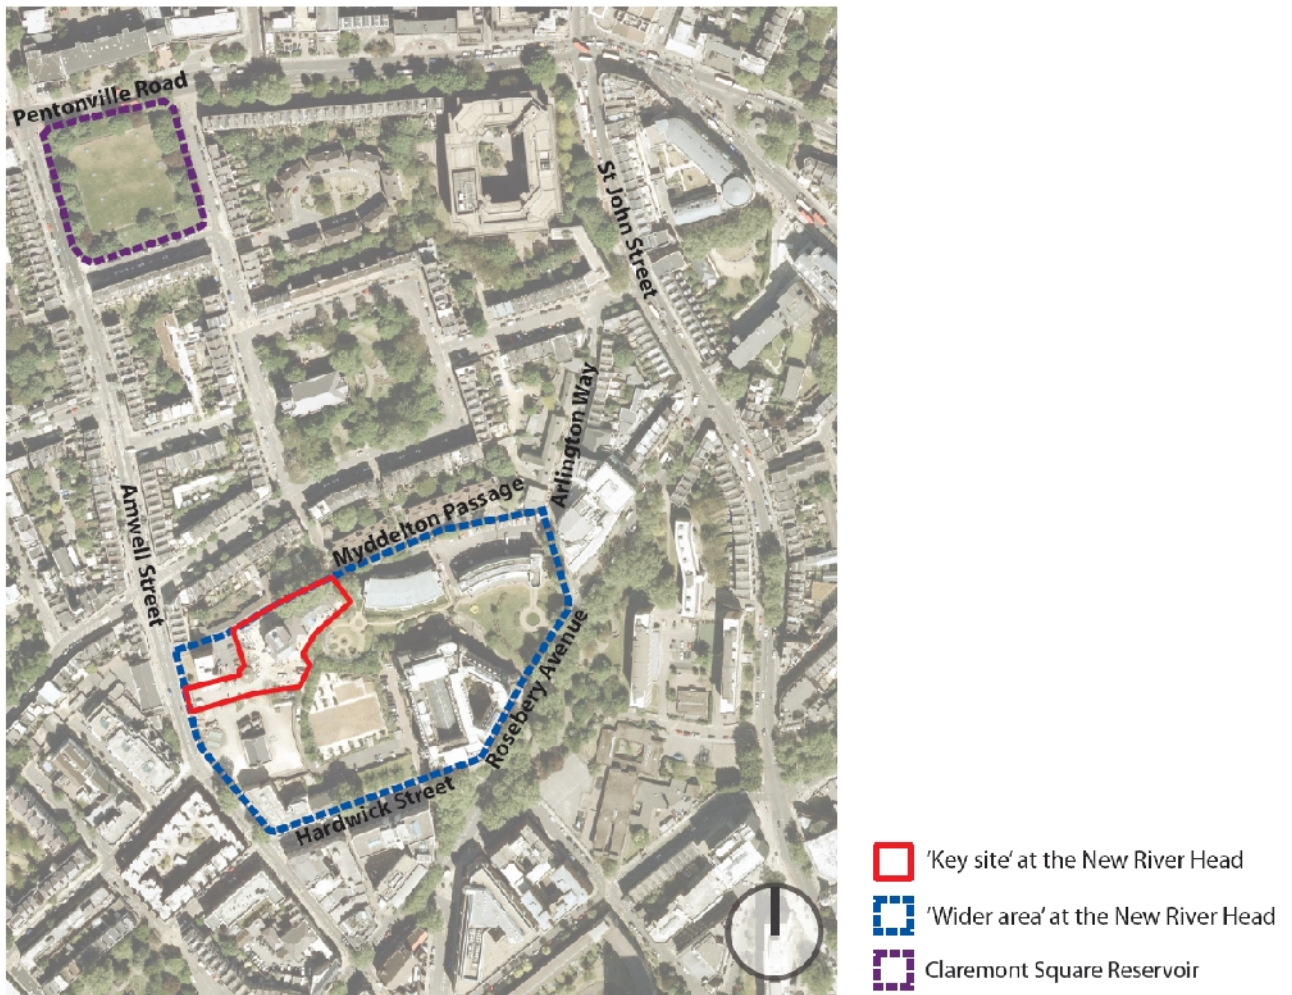 Pentonville Road
St John Street
Arlington Way
Amwell Street
Myddelton Passage
Rosebery Avenue
Hardwick Street
'Key site' at the New River Head
'Wider area' at the New River Head
Claremont Square Reservoir